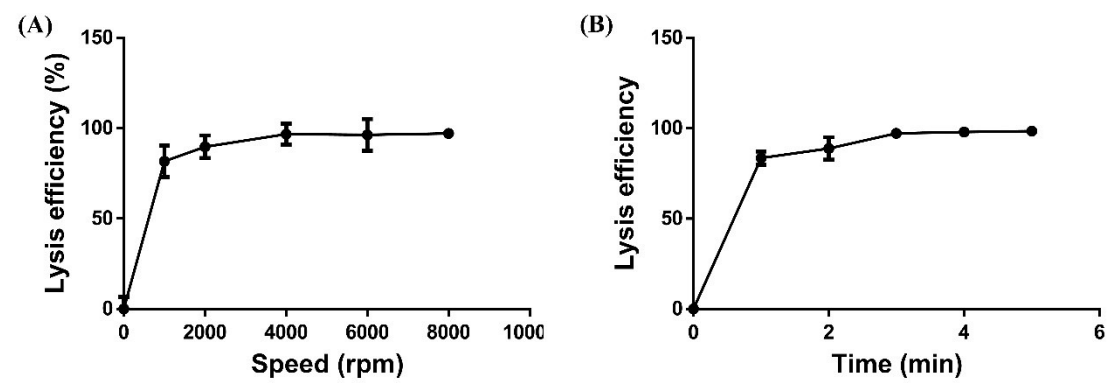 (A)
150
100
50
0
Lysis efficiency (%)
0 2000 4000 6000 8000 1000
Speed (rpm)
(B)
150
100
50
0
Lysis efficiency
0 2 4 6
Time (min)